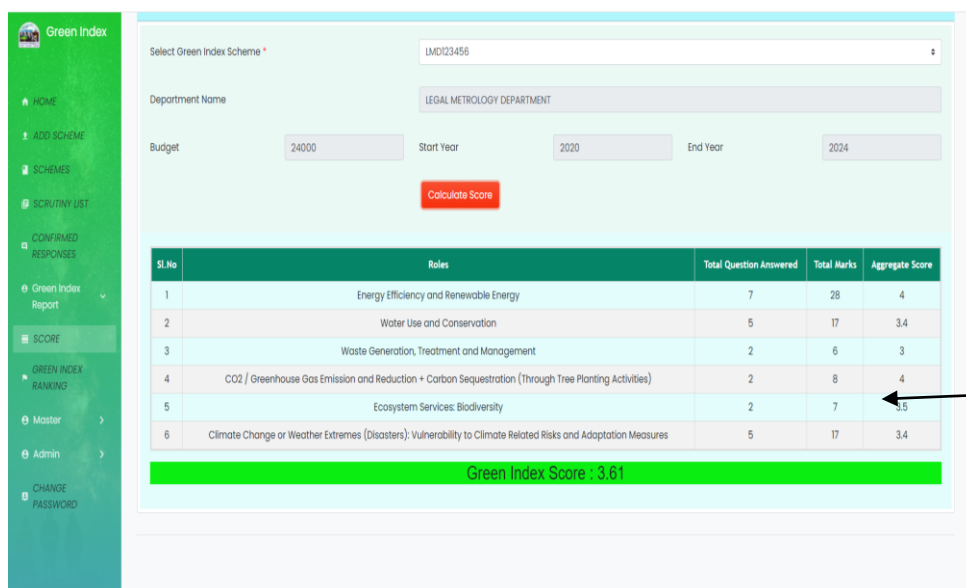 Green Index
HOME
ADD SCHEME
SCHEMES
SCRUTINY LIST
CONFIRMED
RESPONSES
Green Index
Report
SCORE
GREEN INDEX
RANKING
Master
Admin
CHANGE
PASSWORD
Select Green Index Scheme * LMD123456
Department Name LEGAL METROLOGY DEPARTMENT
Budget 24000 Start Year 2020 End Year 2024
Calculate Score
Sl.No Roles Total Question Answered Total Marks Aggregate Score
1 Energy Efficiency and Renewable Energy 7 28 4
2 Water Use and Conservation 5 17 3.4
3 Waste Generation, Treatment and Management 2 6 3
4 CO2 / Greenhouse Gas Emission and Reduction + Carbon Sequestration (Through Tree Planting Activities) 2 8 4
5 Ecosystem Services: Biodiversity 2 7 3.5
6 Climate Change or Weather Extremes (Disasters): Vulnerability to Climate Related Risks and Adaptation Measures 5 17 3.4
Green Index Score : 3.61